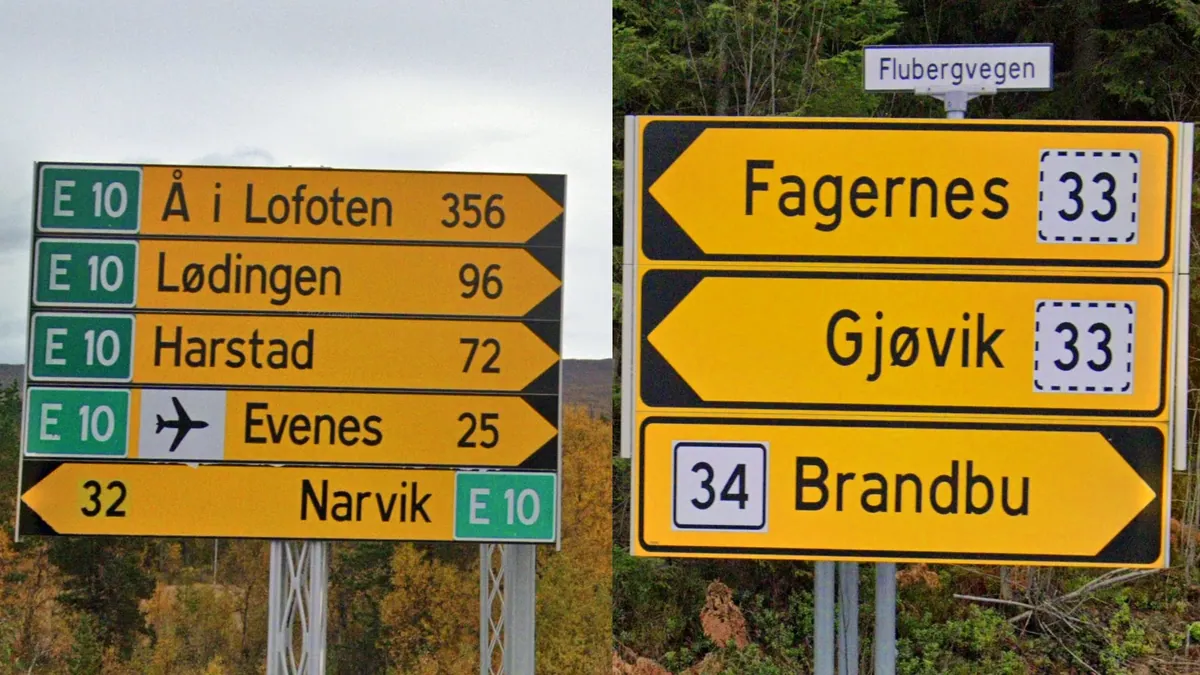 E 10 Å i Lofoten 356
E 10 Lødingen 96
E 10 Harstad 72
E 10 Evenes 25
32 Narvik E 10
Flubergvegen
Fagernes 33
Gjøvik 33
34 Brandbu